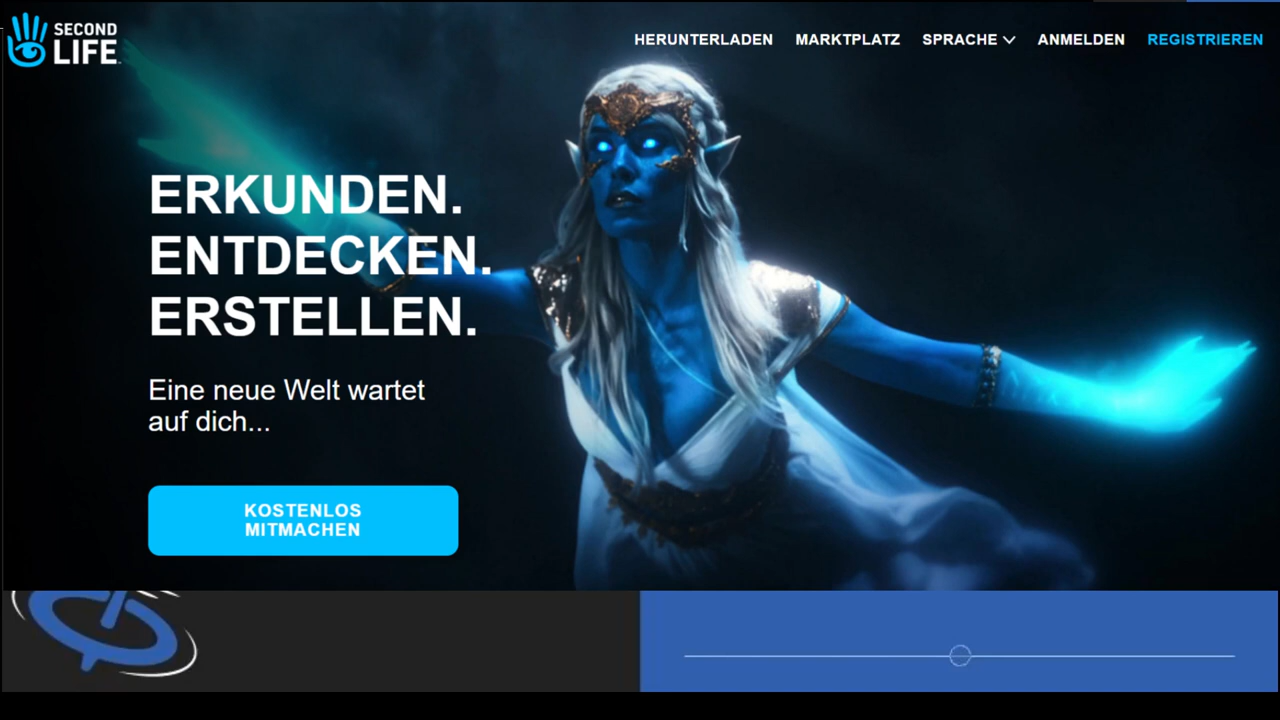 SECOND
LIFE
HERUNTERLADEN MARKTPLATZ SPRACHE ANMELDEN REGISTRIEREN
ERKUNDEN.
ENTDECKEN.
ERSTELLEN.
Eine neue Welt wartet
auf dich...
KOSTENLOS
MITMACHEN